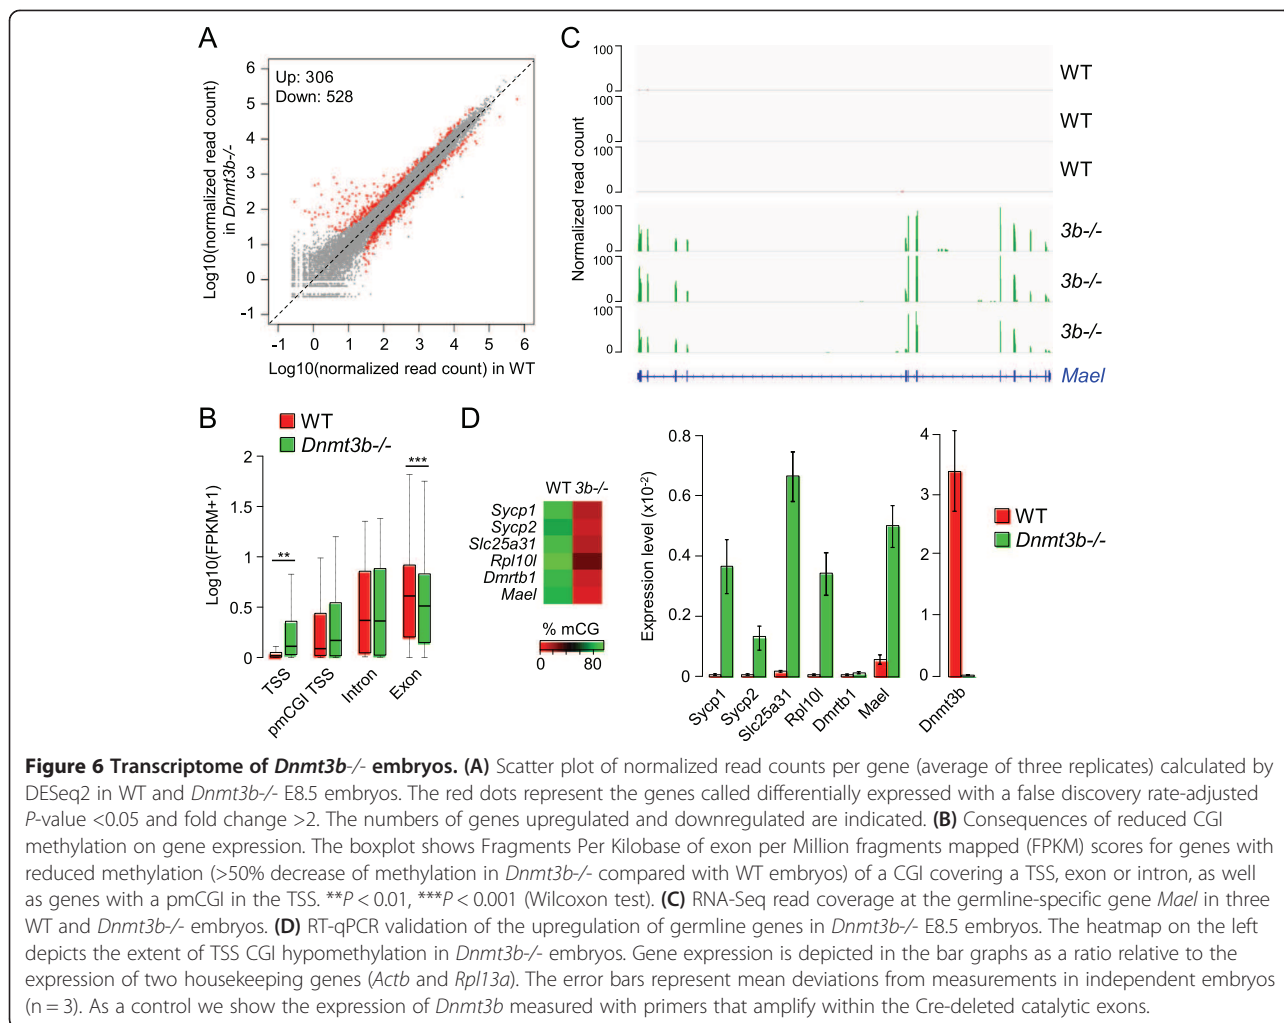 A
Up: 306
Down: 528
6
5
4
3
2
1
0
-1
Log10(normalized read count)
in Dnmt3b-/-
-1 0 1 2 3 4 5 6
Log10(normalized read count) in WT
C
Normalized read count
100
0
WT
100
0
WT
100
0
WT
100
0
3b-/-
100
0
3b-/-
100
0
3b-/-
Mael
B
WT
Dnmt3b-/-
Log10(FPKM+1)
2
1.5
1
0.5
0
**
***
TSS
pmCGI TSS
Intron
Exon
D
WT 3b-/-
Sycp1
Sycp2
Slc25a31
Rpl10l
Dmrtb1
Mael
% mCG
0 80
Expression level (x10-2)
0.8
0.6
0.4
0.2
0
Sycp1
Sycp2
Slc25a31
Rpl10l
Dmrtb1
Mael
4
3
2
1
0
Dnmt3b
WT
Dnmt3b-/-
Figure 6 Transcriptome of Dnmt3b-/- embryos. (A) Scatter plot of normalized read counts per gene (average of three replicates) calculated by
DESeq2 in WT and Dnmt3b-/- E8.5 embryos. The red dots represent the genes called differentially expressed with a false discovery rate-adjusted
P-value <0.05 and fold change >2. The numbers of genes upregulated and downregulated are indicated. (B) Consequences of reduced CGI
methylation on gene expression. The boxplot shows Fragments Per Kilobase of exon per Million fragments mapped (FPKM) scores for genes with
reduced methylation (>50% decrease of methylation in Dnmt3b-/- compared with WT embryos) of a CGI covering a TSS, exon or intron, as well
as genes with a pmCGI in the TSS. **P < 0.01, ***P < 0.001 (Wilcoxon test). (C) RNA-Seq read coverage at the germline-specific gene Mael in three
WT and Dnmt3b-/- embryos. (D) RT-qPCR validation of the upregulation of germline genes in Dnmt3b-/- E8.5 embryos. The heatmap on the left
depicts the extent of TSS CGI hypomethylation in Dnmt3b-/- embryos. Gene expression is depicted in the bar graphs as a ratio relative to the
expression of two housekeeping genes (Actb and Rpl13a). The error bars represent mean deviations from measurements in independent embryos
(n = 3). As a control we show the expression of Dnmt3b measured with primers that amplify within the Cre-deleted catalytic exons.